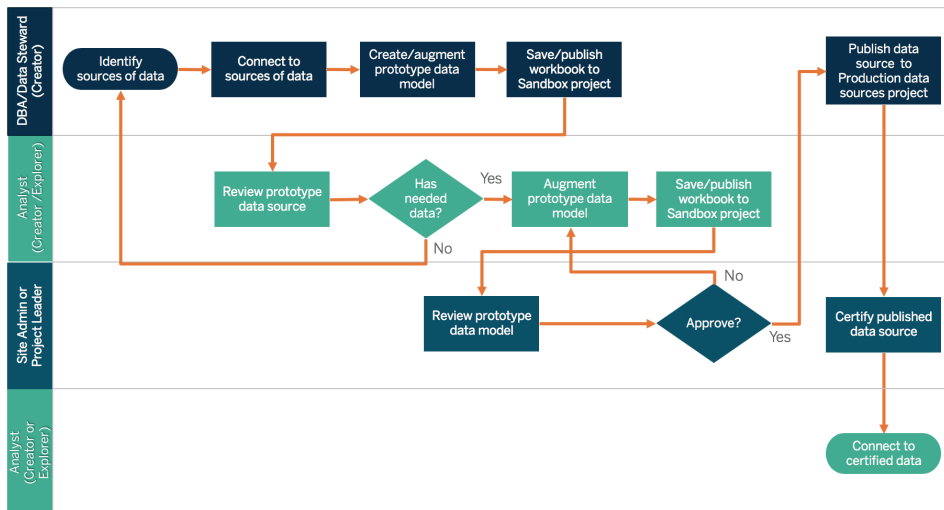 DBA/Data Steward
(Creator)
Identify
sources of data
Connect to
sources of data
Create/augment
prototype data
model
Save/publish
workbook to
Sandbox project
Publish data
source to
Production data
sources project
Analyst
(Creator /Explorer)
Review prototype
data source
Has
needed
data?
Yes
No
Augment
prototype data
model
Save/publish
workbook to
Sandbox project
Site Admin or
Project Leader
Review prototype
data model
Approve?
No
Yes
Certify published
data source
Analyst
(Creator or
Explorer)
Connect to
certified data